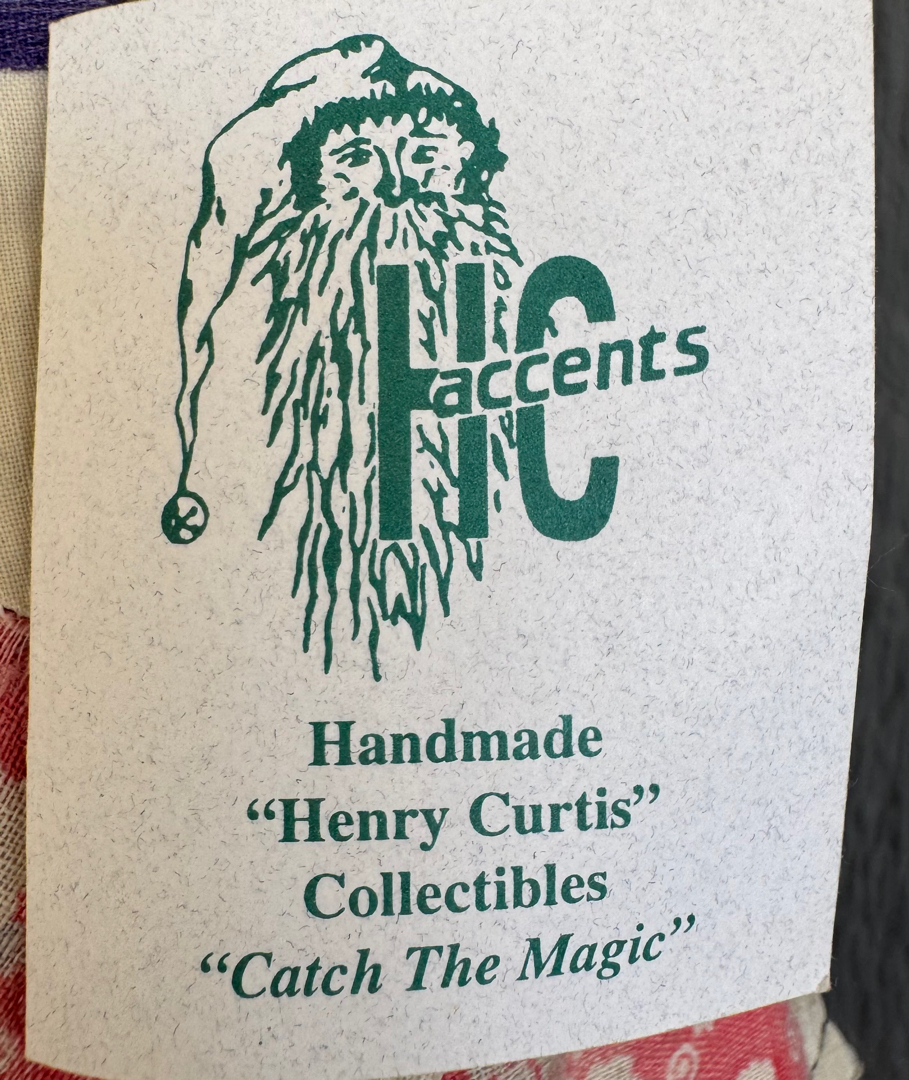 HC
accents
Handmade
“Henry Curtis”
Collectibles
“Catch The Magic”